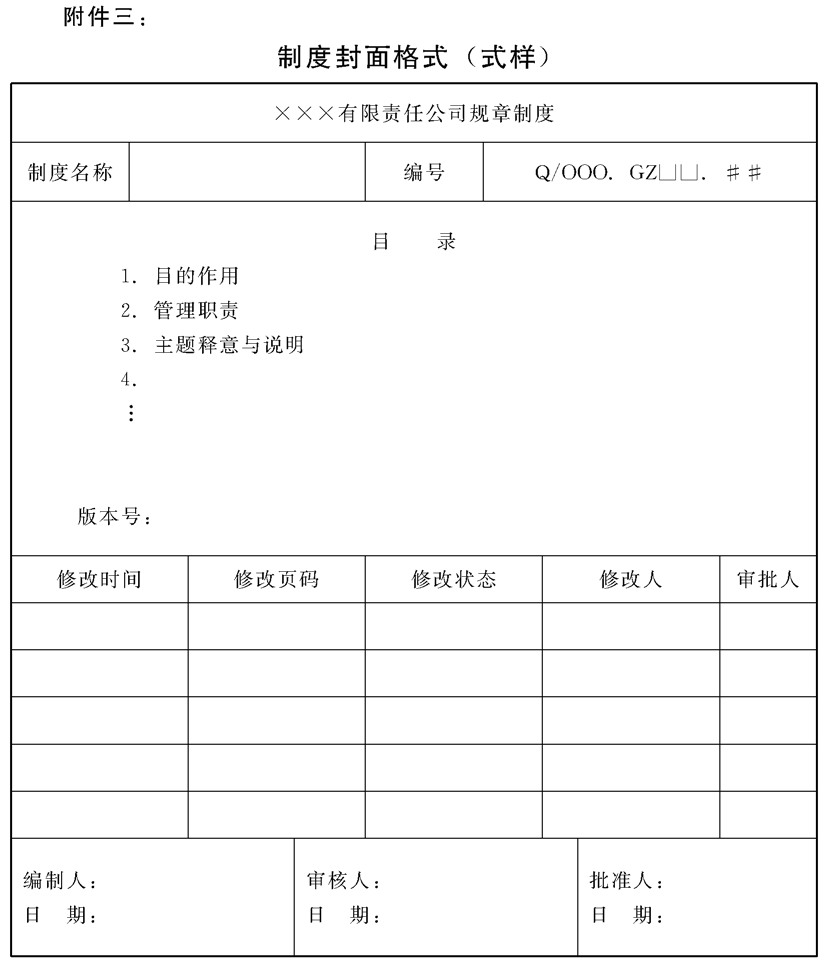 附件三：
制度封面格式（式样）
×××有限责任公司规章制度
制度名称 编号 Q/OOO. GZ□□. ##
目 录
1. 目的作用
2. 管理职责
3. 主题释意与说明
4.
⋮
版本号：
修改时间 修改页码 修改状态 修改人 审批人
编制人： 审核人： 批准人：
日 期： 日 期： 日 期：